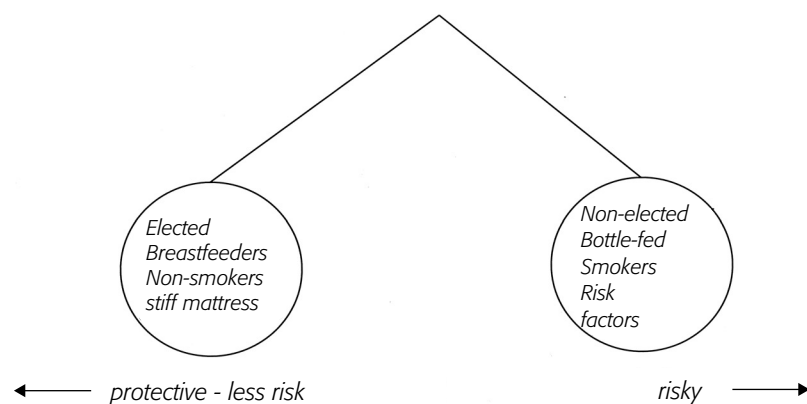 Elected
Breastfeeders
Non-smokers
stiff mattress
Non-elected
Bottle-fed
Smokers
Risk
factors
protective - less risk
risky